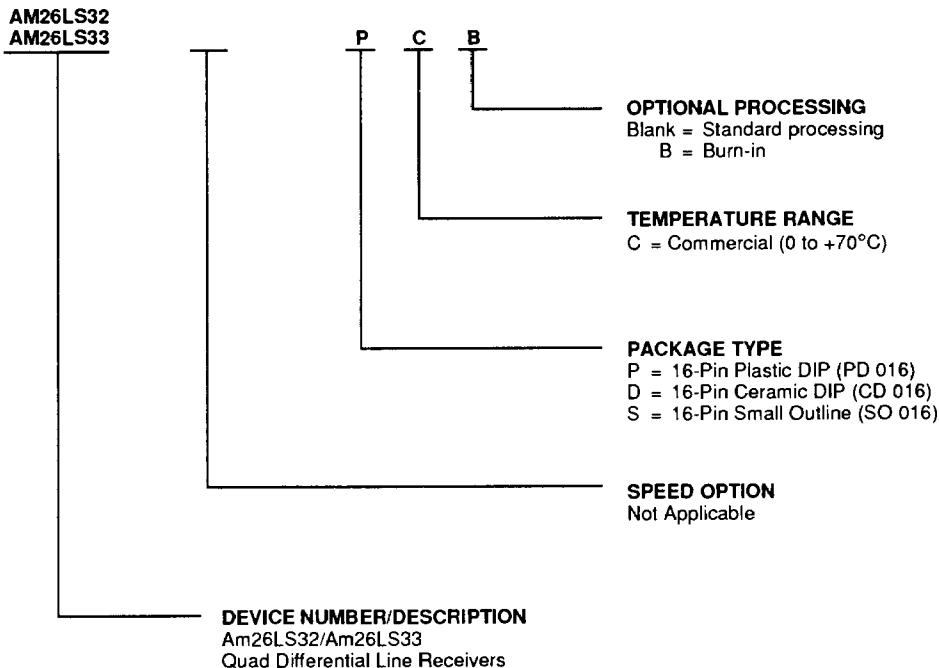 AM26LS32
AM26LS33
P C B
OPTIONAL PROCESSING
Blank = Standard processing
B = Burn-in
TEMPERATURE RANGE
C = Commercial (0 to +70°C)
PACKAGE TYPE
P = 16-Pin Plastic DIP (PD 016)
D = 16-Pin Ceramic DIP (CD 016)
S = 16-Pin Small Outline (SO 016)
SPEED OPTION
Not Applicable
DEVICE NUMBER/DESCRIPTION
Am26LS32/Am26LS33
Quad Differential Line Receivers